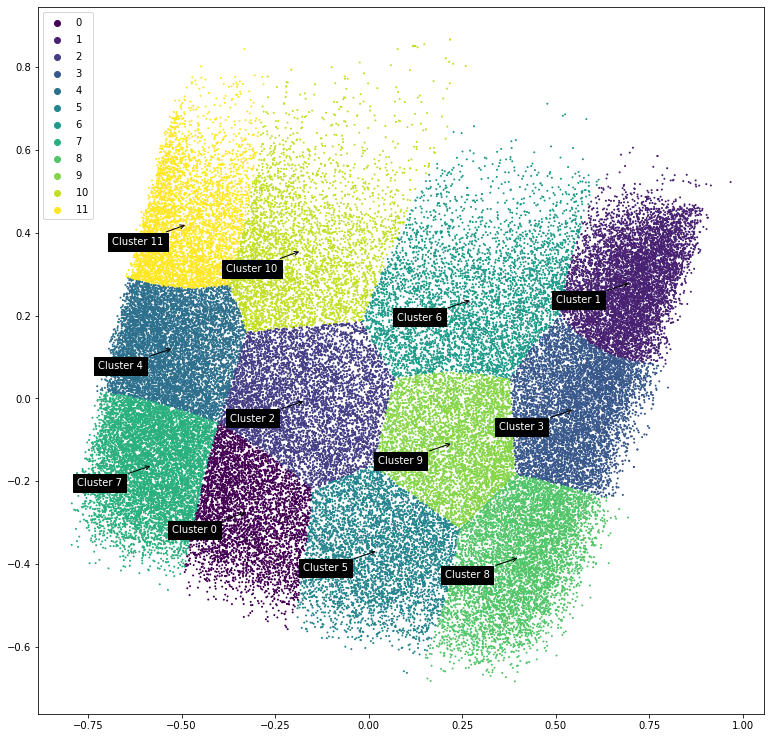 0
1
2
3
4
5
6
7
8
9
10
11
0.8
0.6
0.4
0.2
0.0
−0.2
−0.4
−0.6
Cluster 11
Cluster 10
Cluster 1
Cluster 6
Cluster 4
Cluster 2
Cluster 3
Cluster 9
Cluster 7
Cluster 0
Cluster 5
Cluster 8
−0.75 −0.50 −0.25 0.00 0.25 0.50 0.75 1.00